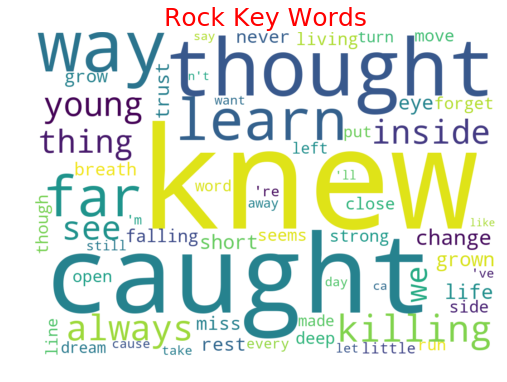 Rock Key Words
say never living turn move
way thought
grow trust n't eye forget
want
young learn put inside
thing left
breath knew
word 're 'll
far away close like
though 'm
see falling short seems strong change
still
caught we grown
open day ca 've
life
always miss made killing side
line rest every deep run
dream cause take let little